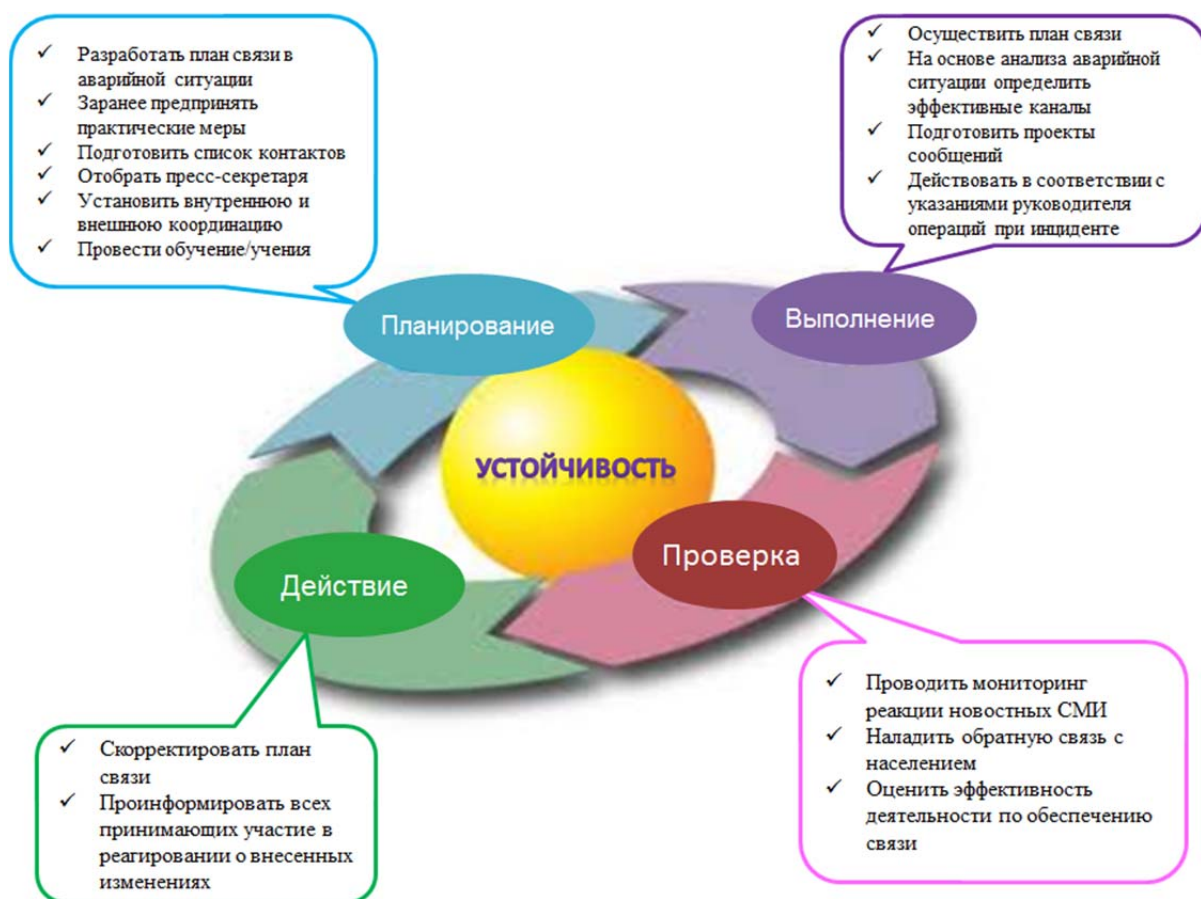 Разработать план связи в
аварийной ситуации
Заранее предпринять
практические меры
Подготовить список контактов
Отобрать пресс-секретаря
Установить внутреннюю и
внешнюю координацию
Провести обучение/учения
Осуществить план связи
На основе анализа аварийной
ситуации определить
эффективные каналы
Подготовить проекты
сообщений
Действовать в соответствии с
указаниями руководителя
операций при инциденте
Планирование
Выполнение
УСТОЙЧИВОСТЬ
Проверка
Действие
Проводить мониторинг
реакции новостных СМИ
Наладить обратную связь с
населением
Оценить эффективность
деятельности по обеспечению
связи
Скорректировать план
связи
Проинформировать всех
принимающих участие в
реагировании о внесенных
изменениях